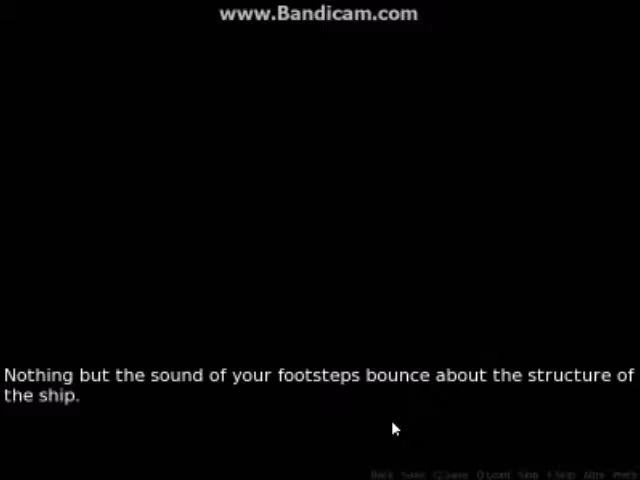 www.Bandicam.com
Nothing but the sound of your footsteps bounce about the structure of
the ship.